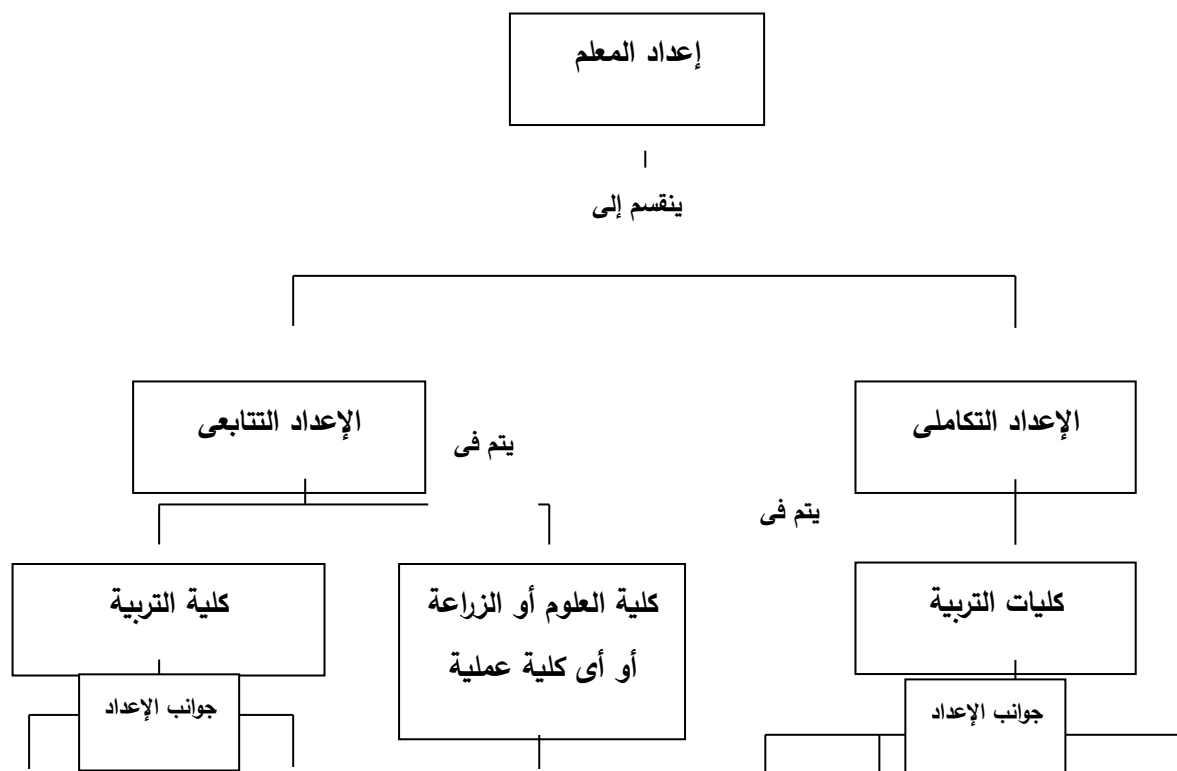 إعداد المعلم
ينقسم إلى
الإعداد التكاملى
الإعداد التتابعى
يتم فى
يتم فى
كليات التربية
كلية العلوم أو الزراعة
أو أى كلية عملية
كلية التربية
جوانب الإعداد
جوانب الإعداد